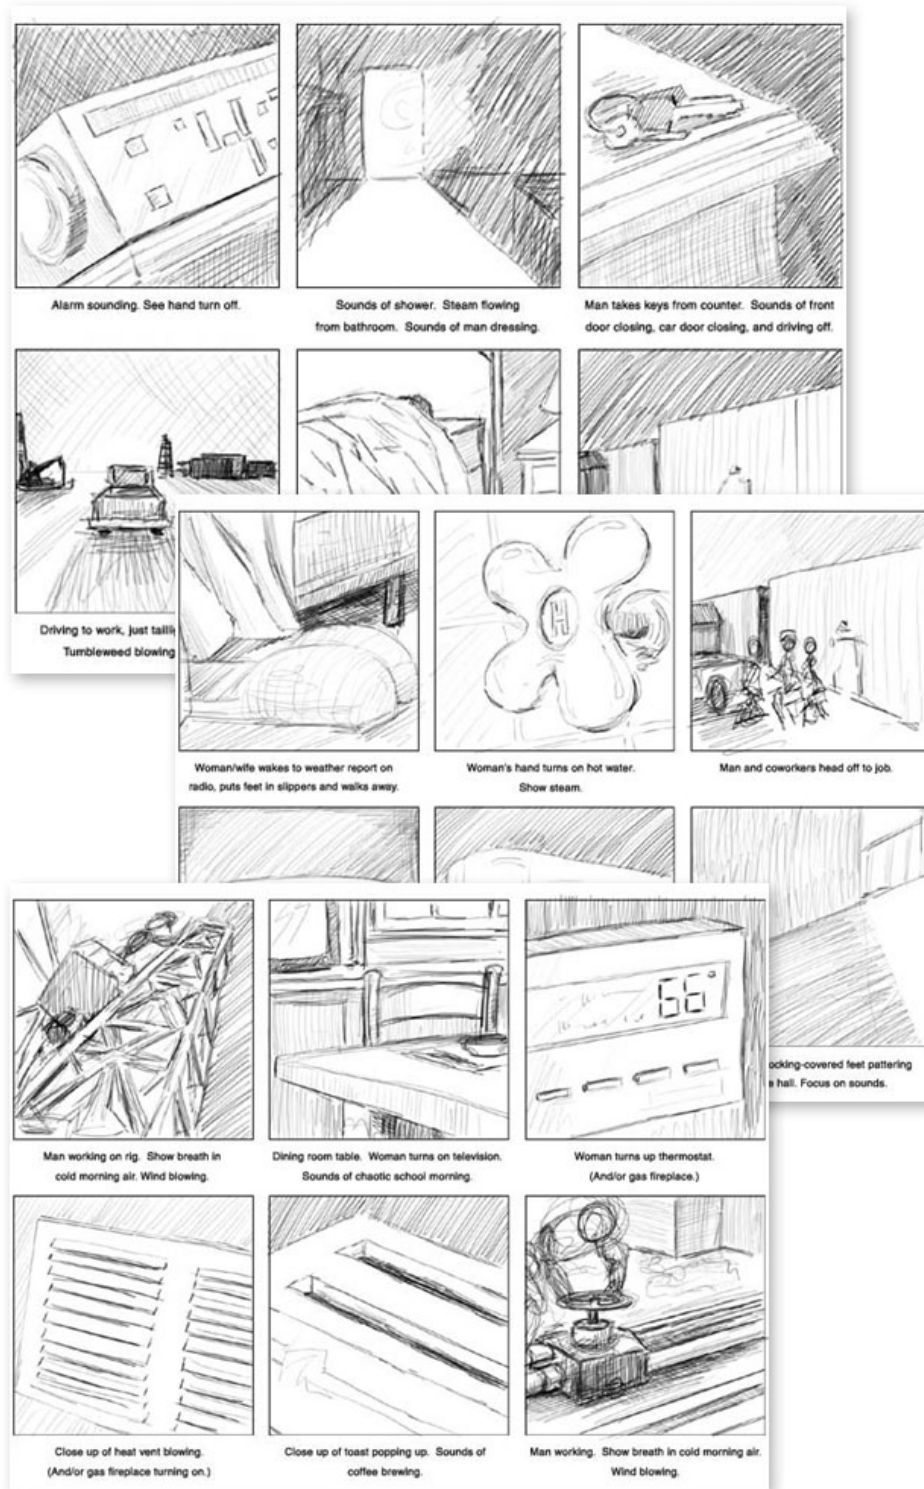 Alarm sounding. See hand turn off.
Sounds of shower. Steam flowing
from bathroom. Sounds of man dressing.
Man takes keys from counter. Sounds of front
door closing, car door closing, and driving off.
Driving to work, just
Tumbleweed blowing
Woman/wife wakes to weather report on
radio, puts feet in slippers and walks away.
H
Woman's hand turns on hot water.
Show steam.
Man and coworkers head off to job.
ocking-covered feet pattering
hall. Focus on sounds.
Man working on rig. Show breath in
cold morning air. Wind blowing.
Dining room table. Woman turns on television.
Sounds of chaotic school morning.
66°
Woman turns up thermostat.
(And/or gas fireplace.)
Close up of heat vent blowing.
(And/or gas fireplace turning on.)
Close up of toast popping up. Sounds of
coffee brewing.
Man working. Show breath in cold morning air.
Wind blowing.